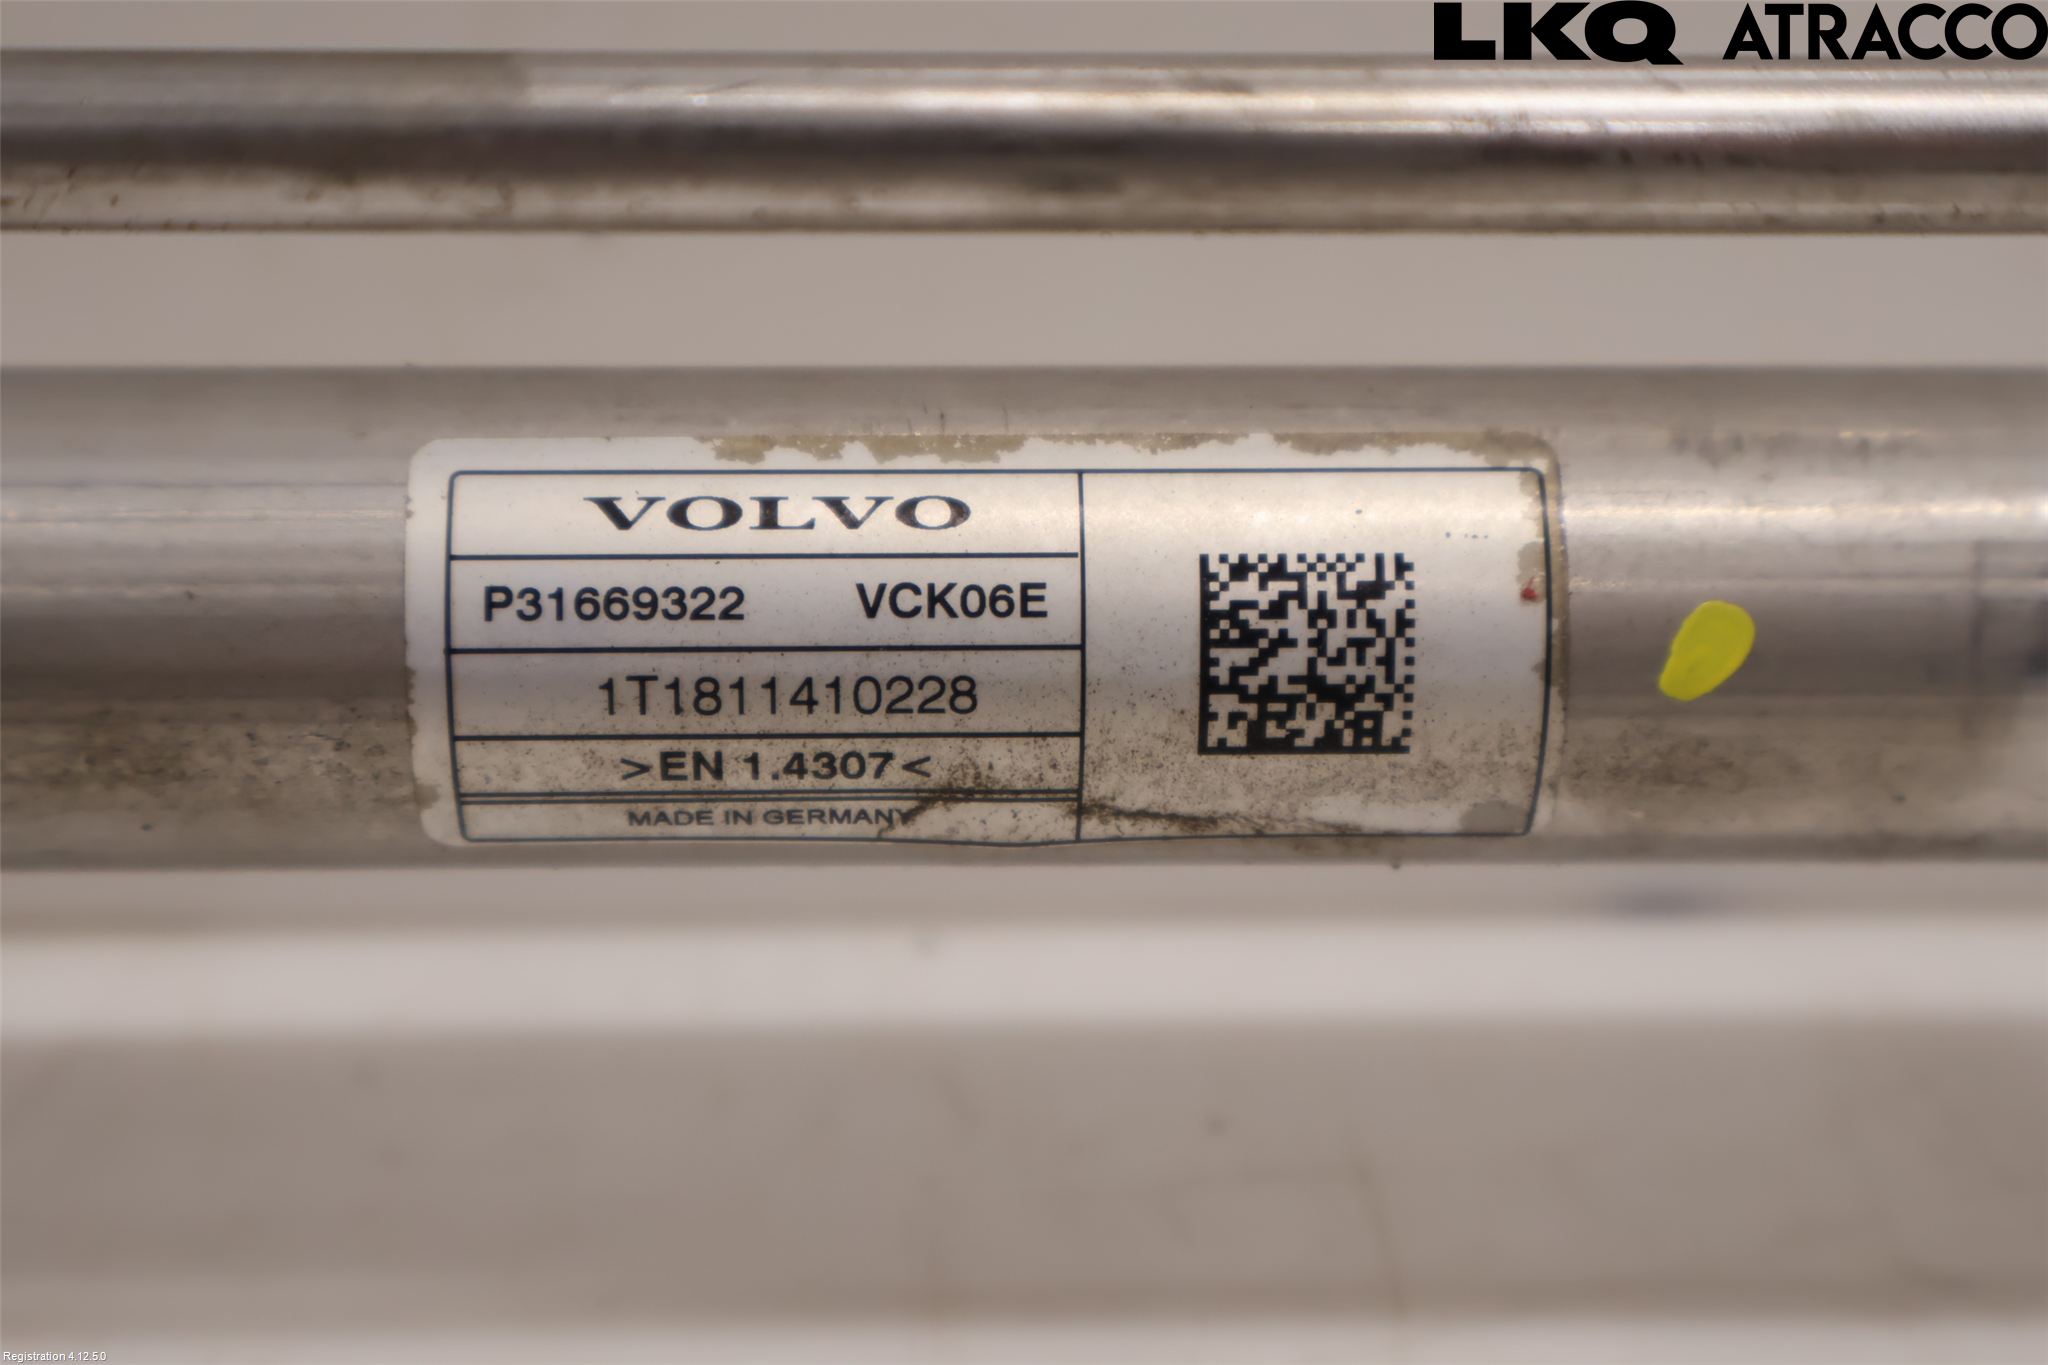 LKQ ATRACCO
VOLVO
P31669322 VCK06E
1T1811410228
>EN 1.4307<
MADE IN GERMANY
Registration 4.12.5.0